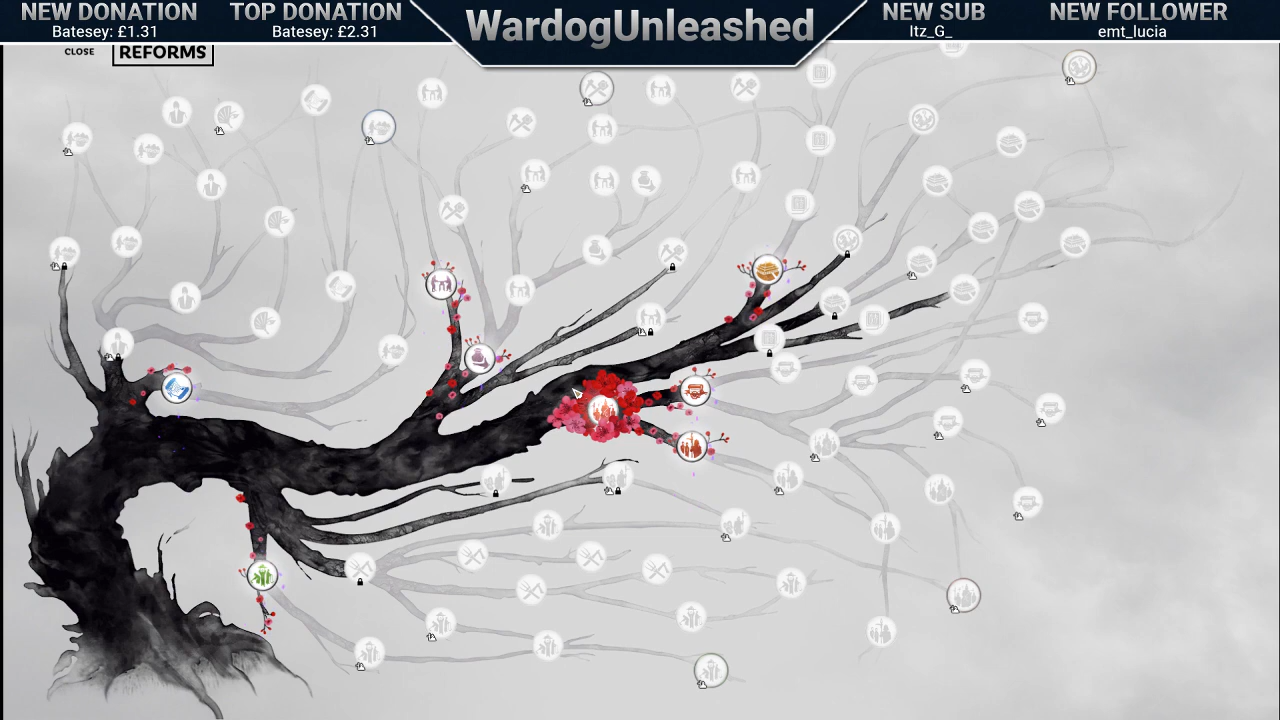 NEW DONATION
Batesey: £1.31
TOP DONATION
Batesey: £2.31
WardogUnleashed
NEW SUB
Itz_G_
NEW FOLLOWER
emt_lucia
CLOSE
REFORMS